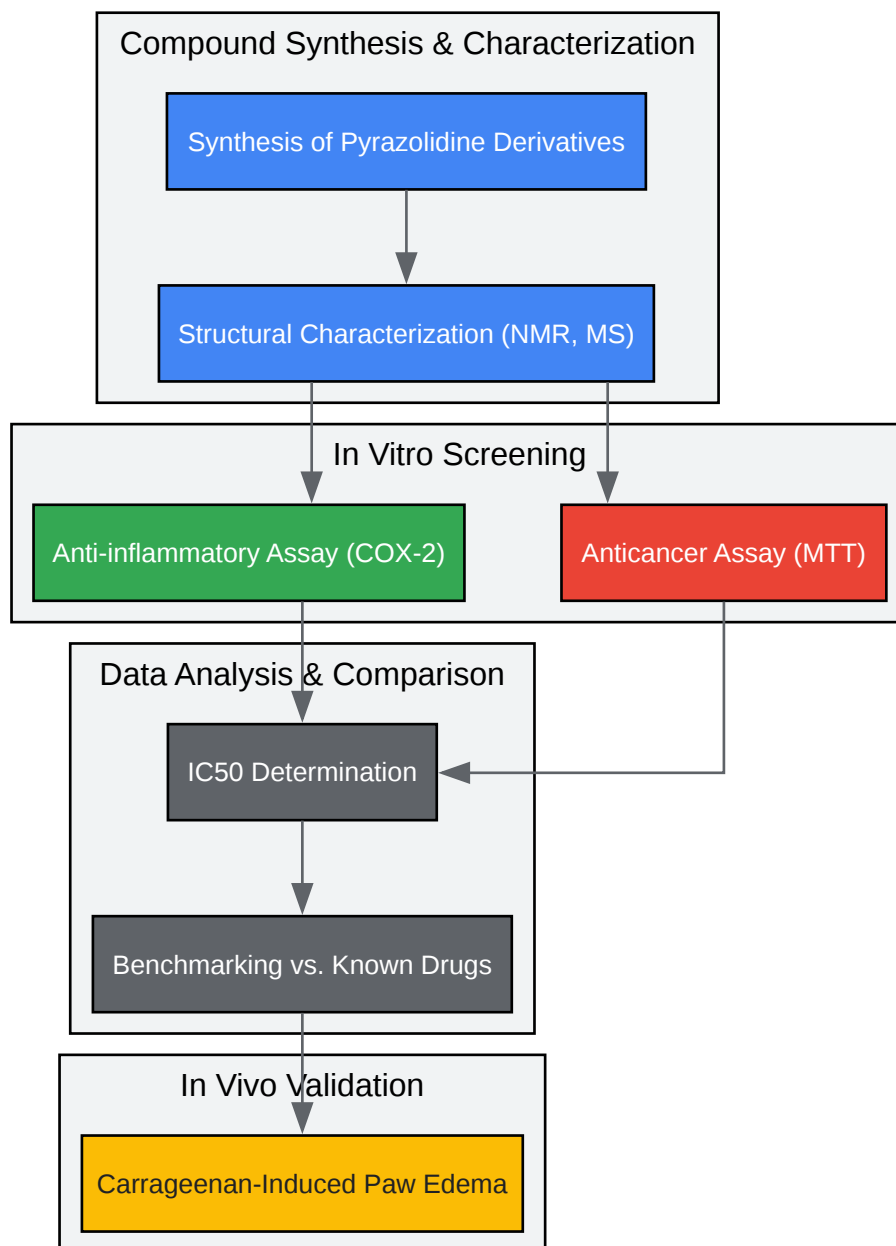 Compound Synthesis & Characterization
Synthesis of Pyrazolidine Derivatives
Structural Characterization (NMR, MS)
In Vitro Screening
Anti-inflammatory Assay (COX-2)
Anticancer Assay (MTT)
Data Analysis & Comparison
IC50 Determination
Benchmarking vs. Known Drugs
In Vivo Validation
Carrageenan-Induced Paw Edema